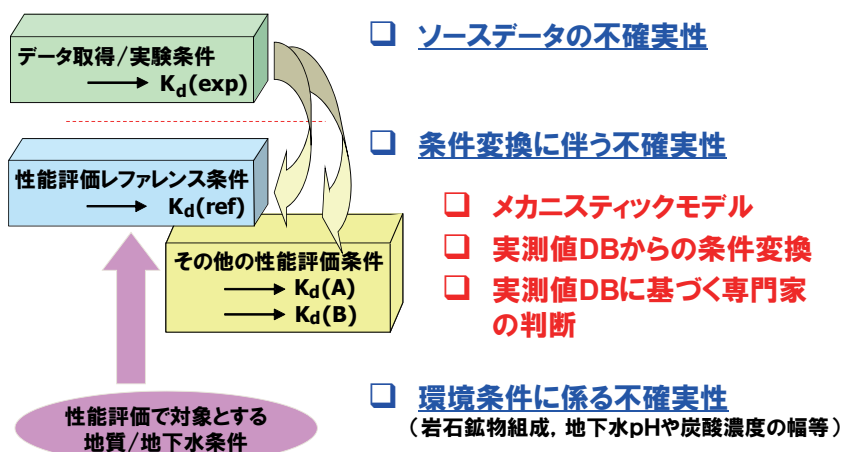 データ取得/実験条件
Kd(exp)
性能評価レファレンス条件
Kd(ref)
その他の性能評価条件
Kd(A)
Kd(B)
性能評価で対象とする
地質/地下水条件
ソースデータの不確実性
条件変換に伴う不確実性
メカニスティックモデル
実測値DBからの条件変換
実測値DBに基づく専門家
の判断
環境条件に係る不確実性
(岩石鉱物組成, 地下水pHや炭酸濃度の幅等)